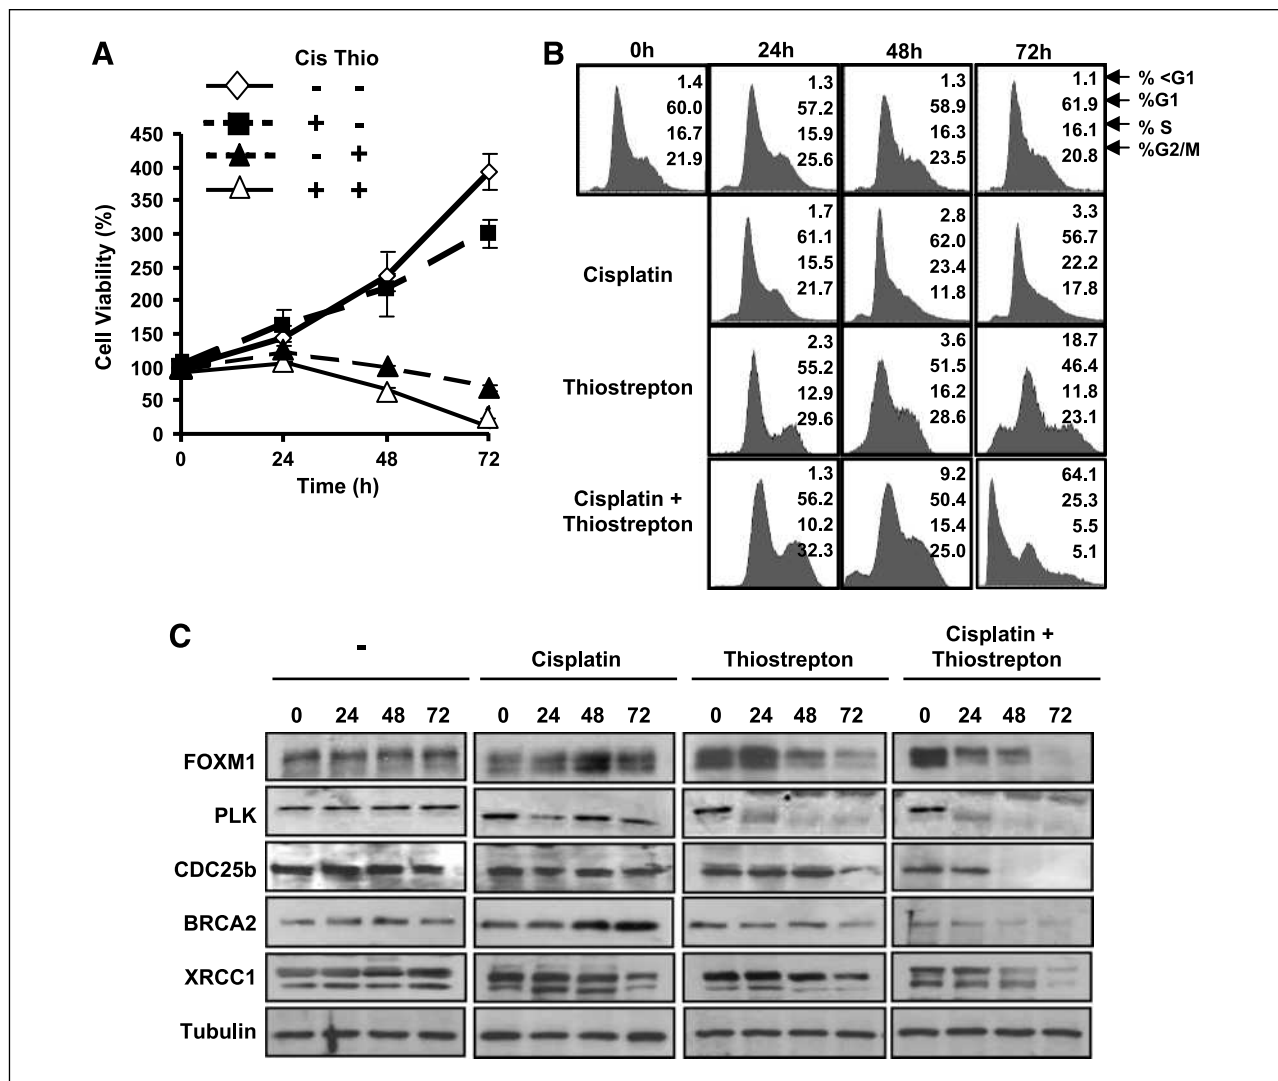 A
Cis Thio
- -
+ -
- +
+ +
450
400
350
300
250
200
150
100
50
0
Cell Viability (%)
0 24 48 72
Time (h)
B
0h 24h 48h 72h
1.4
60.0
16.7
21.9
1.3
57.2
15.9
25.6
1.3
58.9
16.3
23.5
1.1
61.9
16.1
20.8
% <G1
%G1
% S
%G2/M
Cisplatin
1.7
61.1
15.5
21.7
2.8
62.0
23.4
11.8
3.3
56.7
22.2
17.8
Thiostrepton
2.3
55.2
12.9
29.6
3.6
51.5
16.2
28.6
18.7
46.4
11.8
23.1
Cisplatin +
Thiostrepton
1.3
56.2
10.2
32.3
9.2
50.4
15.4
25.0
64.1
25.3
5.5
5.1
C
-
Cisplatin
Thiostrepton
Cisplatin +
Thiostrepton
0 24 48 72 0 24 48 72 0 24 48 72 0 24 48 72
FOXM1
PLK
CDC25b
BRCA2
XRCC1
Tubulin